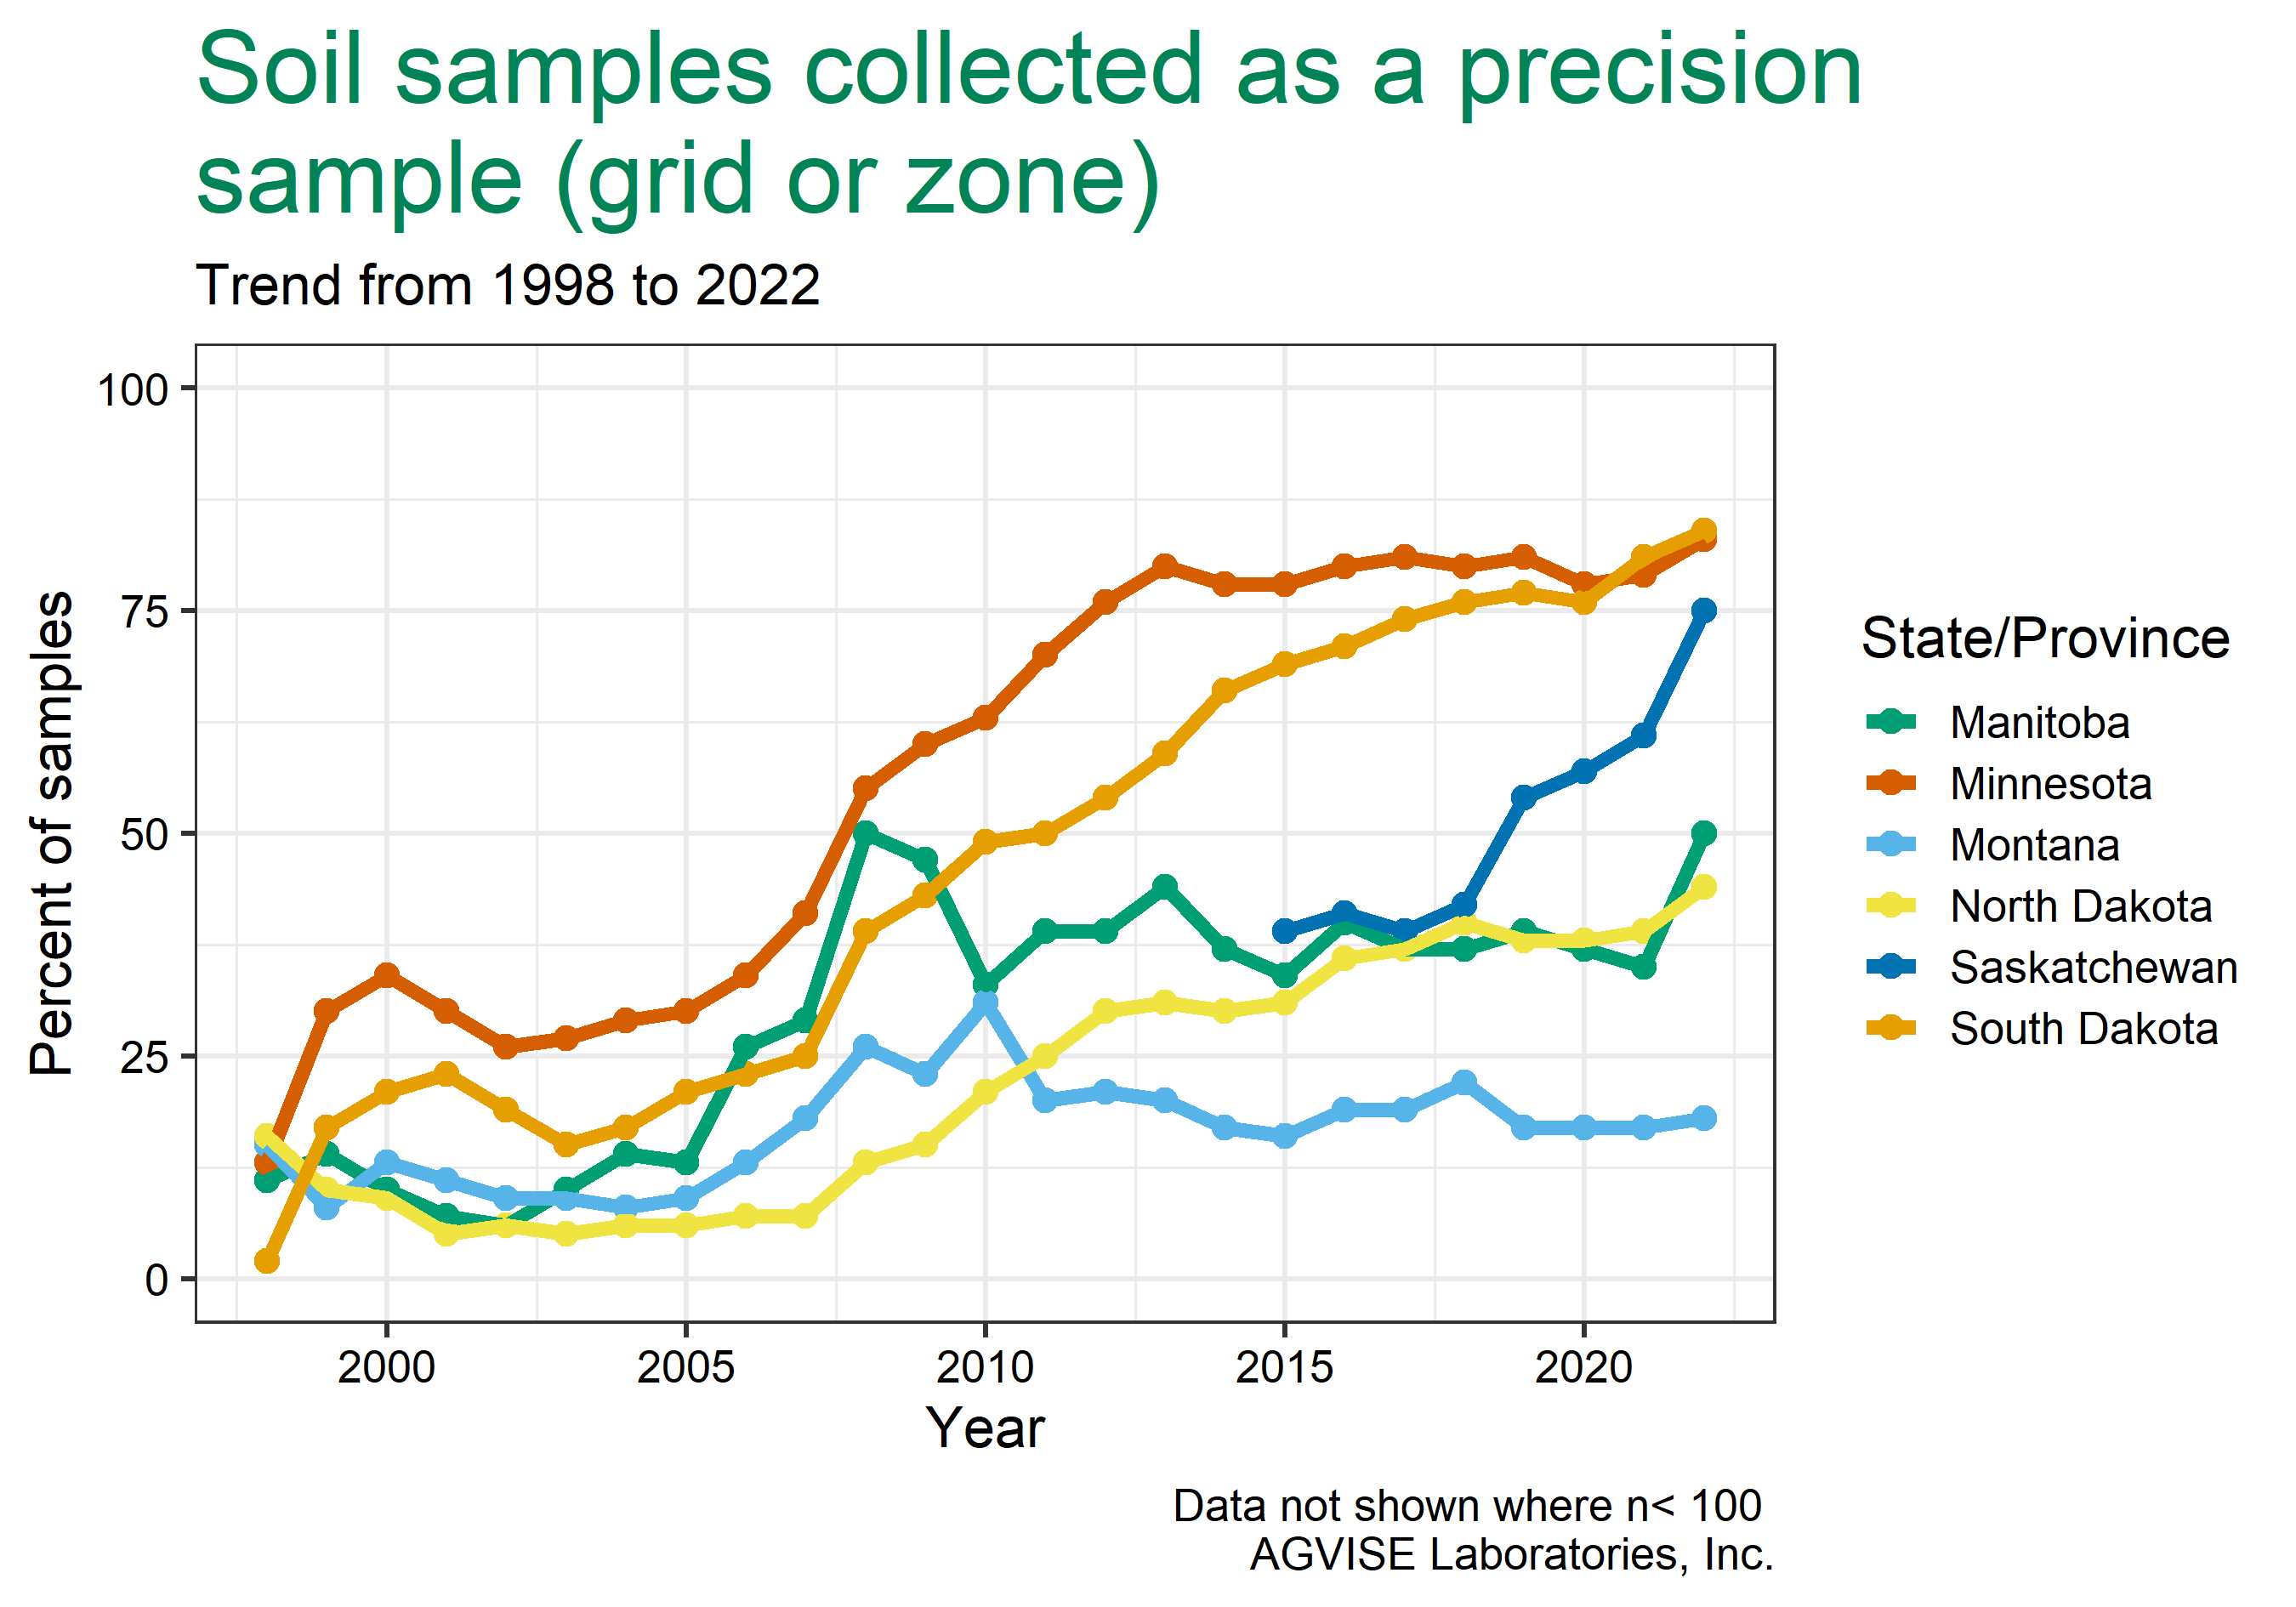 Soil samples collected as a precision
sample (grid or zone)
Trend from 1998 to 2022
100
75
50
25
0
Percent of samples
2000 2005 2010 2015 2020
Year
State/Province
Manitoba
Minnesota
Montana
North Dakota
Saskatchewan
South Dakota
Data not shown where n< 100
AGVISE Laboratories, Inc.